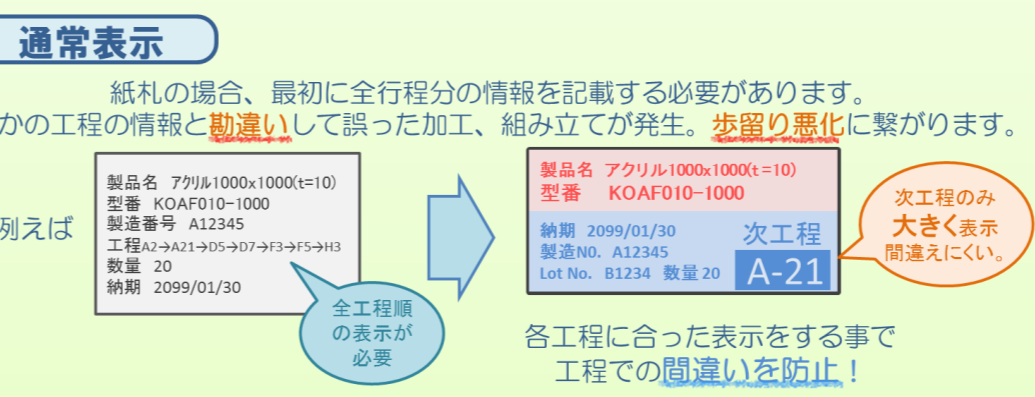 通常表示
紙札の場合、最初に全行程分の情報を記載する必要があります。
かの工程の情報と勘違いして誤った加工、組み立てが発生。歩留り悪化に繋がります。
例えば
製品名 アクリル1000x1000(t=10)
型番 KOAF010-1000
製造番号 A12345
工程A2→A21→D5→D7→F3→F5→H3
数量 20
納期 2099/01/30
全工程順
の表示が
必要
製品名 アクリル1000x1000(t=10)
型番 KOAF010-1000
納期 2099/01/30
製造NO. A12345
Lot No. B1234 数量20
次工程
A-21
次工程のみ
大きく表示
間違えにくい。
各工程に合った表示をする事で
工程での間違いを防止！